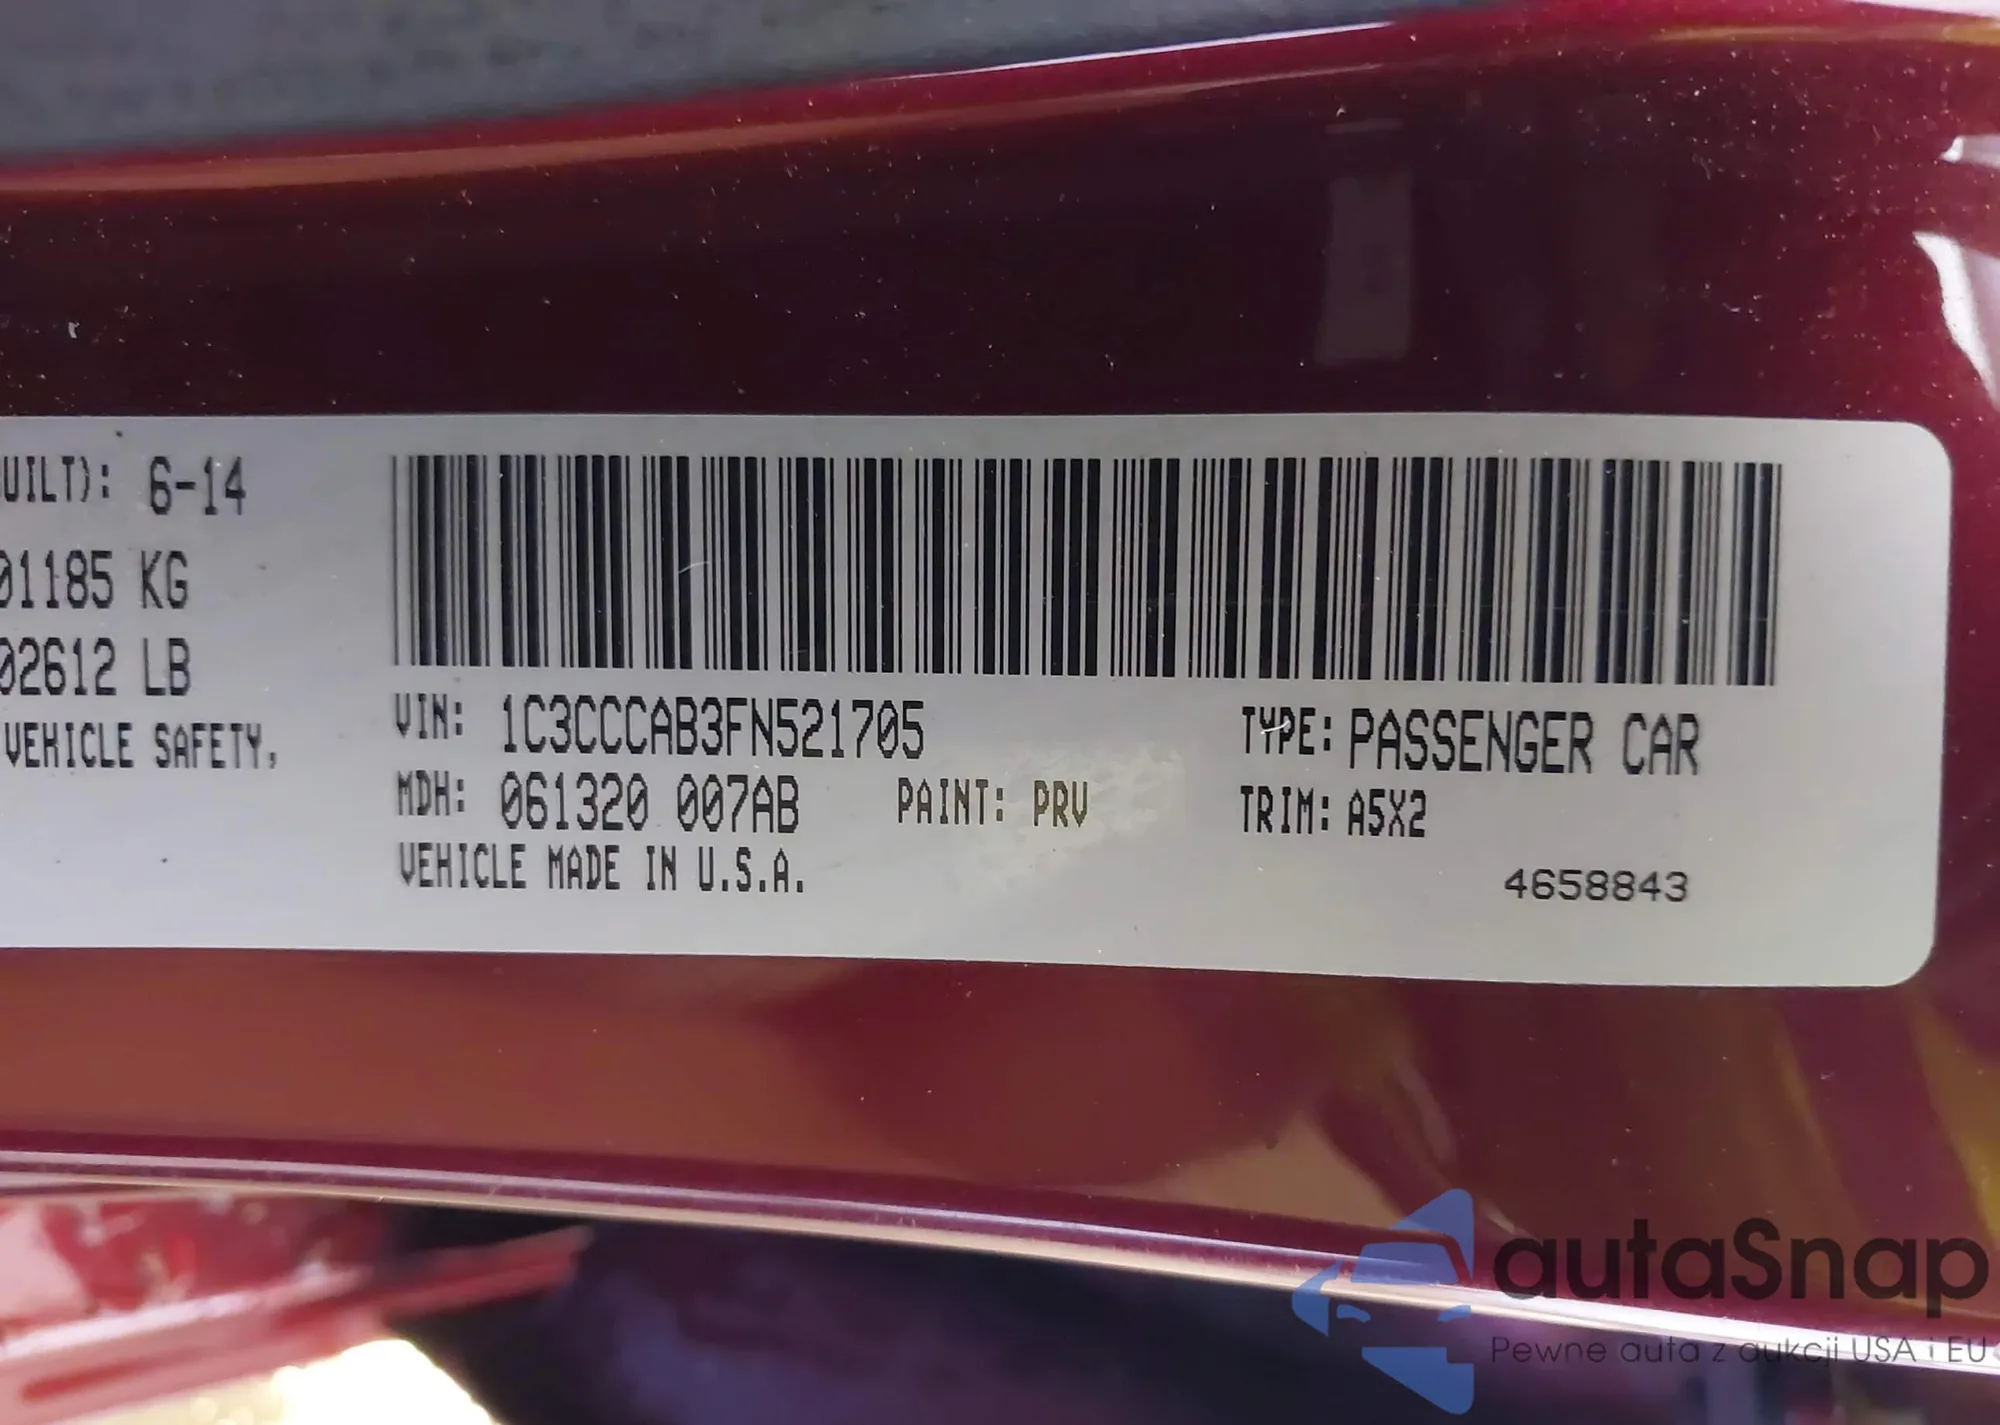 UILT): 6-14
01185 KG
02612 LB
VEHICLE SAFETY,
VIN: 1C3CCCAB3FN521705
TYPE: PASSENGER CAR
MDH: 061320 007AB
PAINT: PRV
TRIM: A5X2
VEHICLE MADE IN U.S.A.
4658843
autaSnap
Pewne auta z aukcji USA i EU